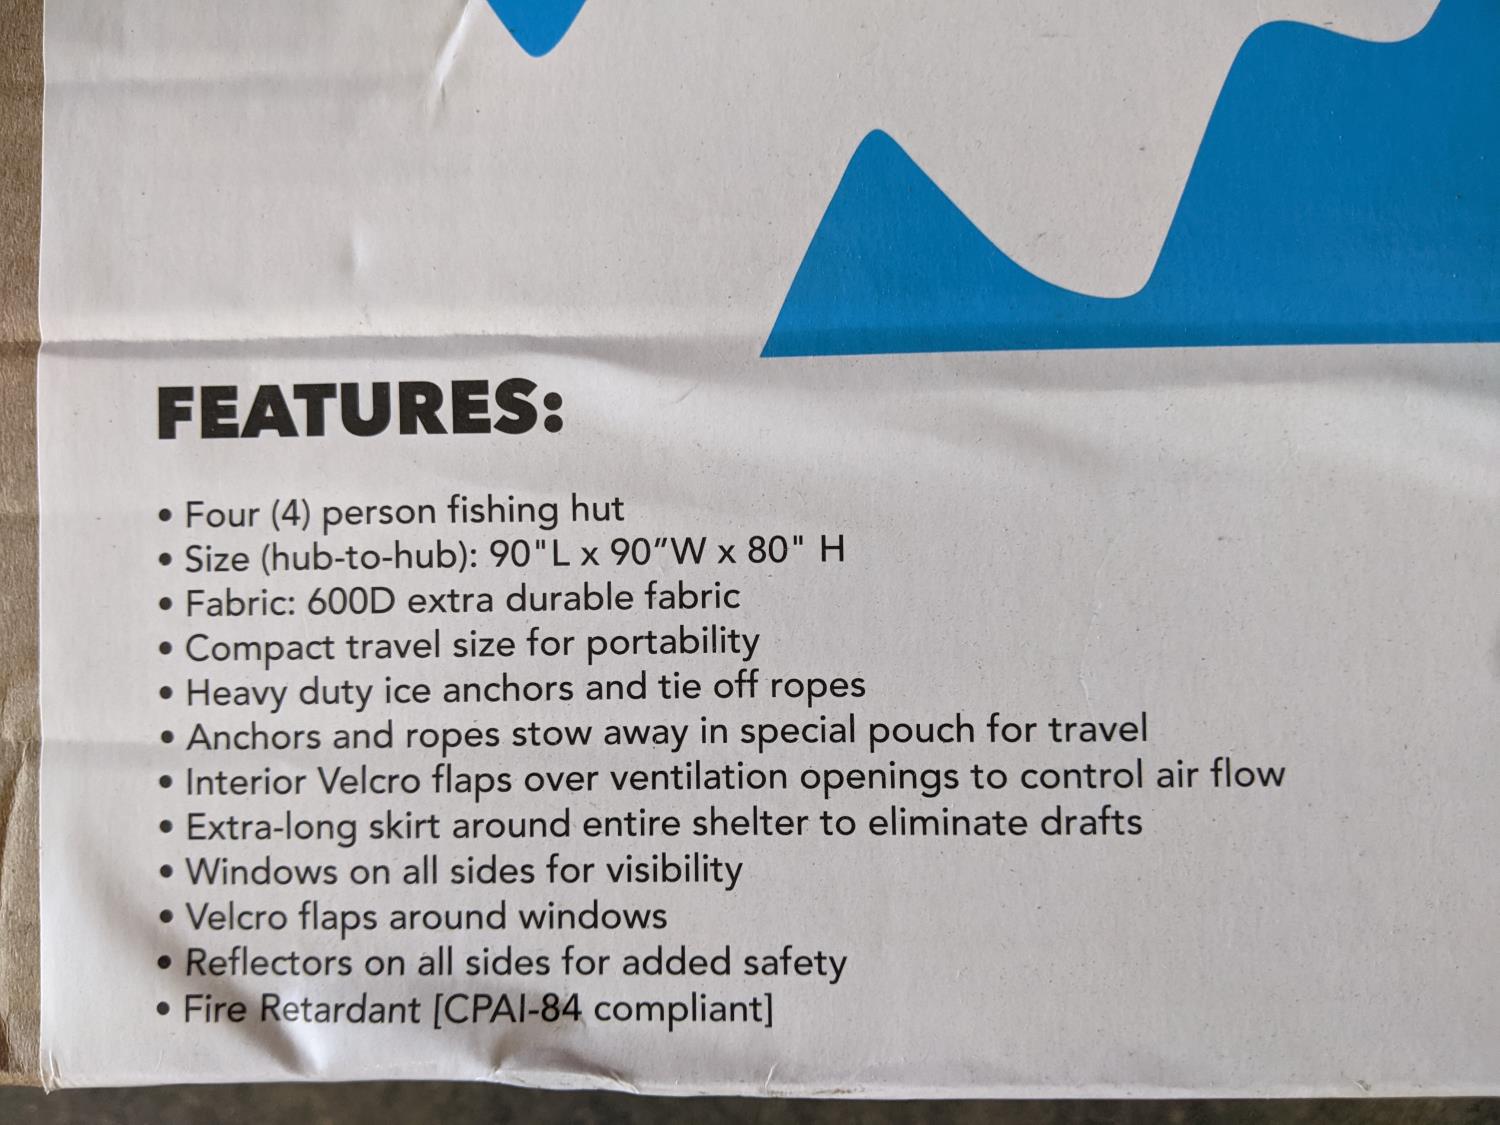 FEATURES:
• Four (4) person fishing hut
• Size (hub-to-hub): 90"L x 90”W x 80" H
• Fabric: 600D extra durable fabric
• Compact travel size for portability
• Heavy duty ice anchors and tie off ropes
• Anchors and ropes stow away in special pouch for travel
• Interior Velcro flaps over ventilation openings to control air flow
• Extra-long skirt around entire shelter to eliminate drafts
• Windows on all sides for visibility
• Velcro flaps around windows
• Reflectors on all sides for added safety
• Fire Retardant [CPAI-84 compliant]